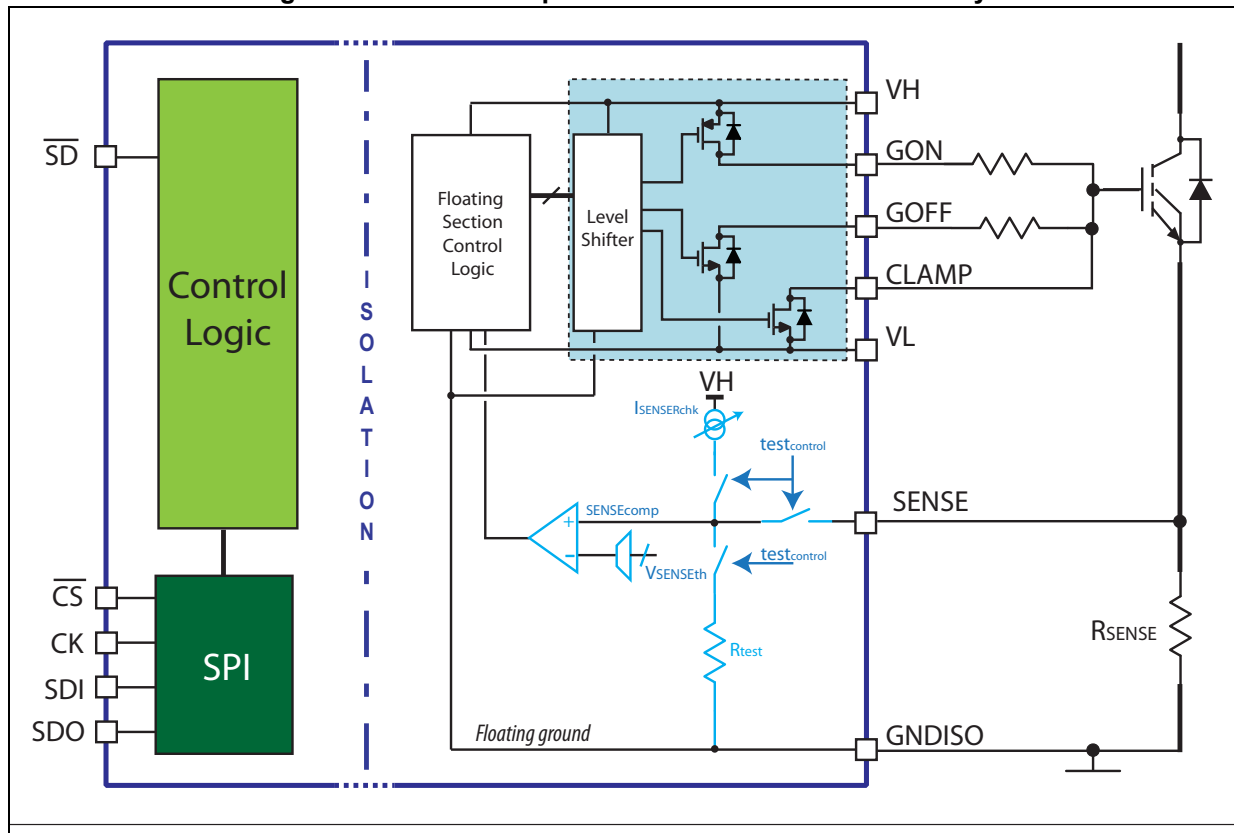 SD
Control
Logic
CS
CK
SDI
SDO
SPI
ISOLATION
Floating
Section
Control
Logic
Level
Shifter
VH
GON
GOFF
CLAMP
VL
VH
ISENSERchk
testcontrol
SENSEcomp
SENSE
VSENSEth
testcontrol
Rtest
RSENSE
Floating ground
GNDISO